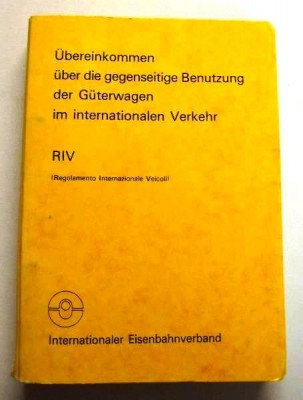 Übereinkommen
über die gegenseitige Benutzung
der Güterwagen
im internationalen Verkehr
RIV
(Regolamento Internazionale Veicoli)
Internationaler Eisenbahnverband